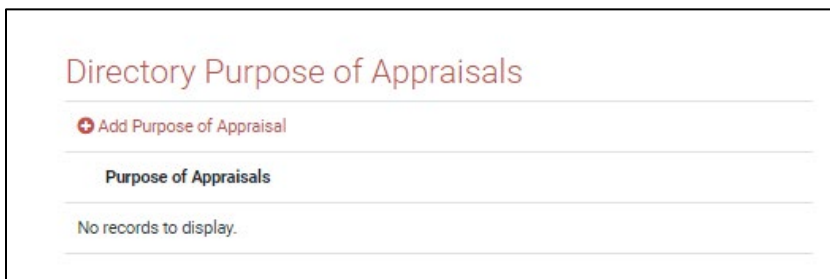 Directory Purpose of Appraisals
Add Purpose of Appraisal
Purpose of Appraisals
No records to display.